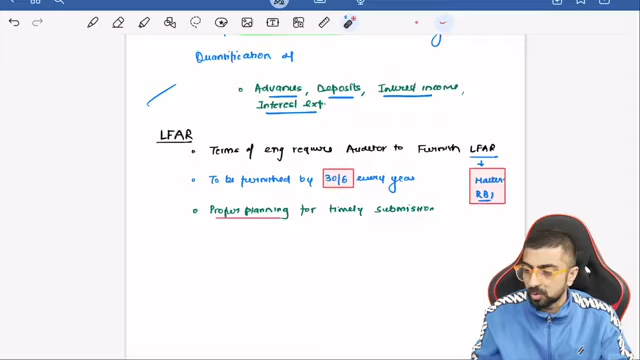 Quantification of
• Advances, Deposits, Interest income,
Interest exp.
LFAR
• Terms of eng require Auditor to Furnish LFAR
+
Matter
RBI
• To be furnished by 30/6 every year
• Proper planning for timely submission